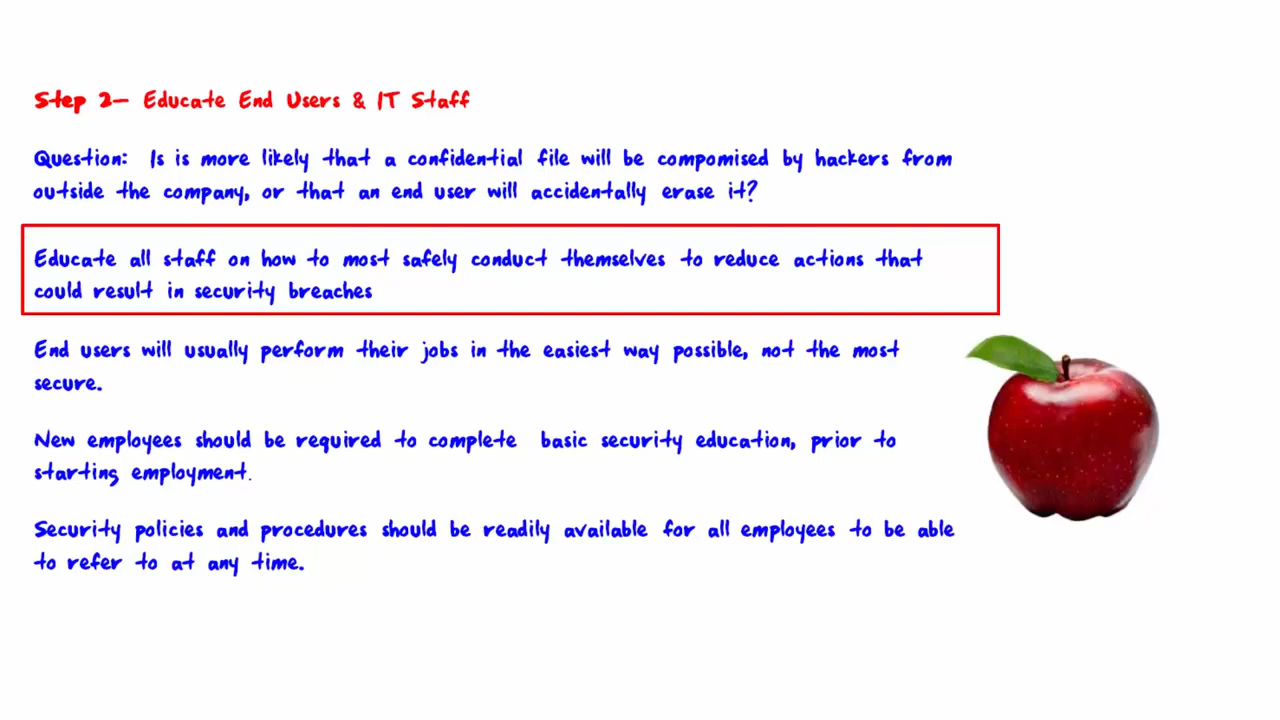 Step 2- Educate End Users & IT Staff
Question: Is is more likely that a confidential file will be compomised by hackers from
outside the company, or that an end user will accidentally erase it?
Educate all staff on how to most safely conduct themselves to reduce actions that
could result in security breaches
End users will usually perform their jobs in the easiest way possible, not the most
secure.
New employees should be required to complete basic security education, prior to
starting employment.
Security policies and procedures should be readily available for all employees to be able
to refer to at any time.